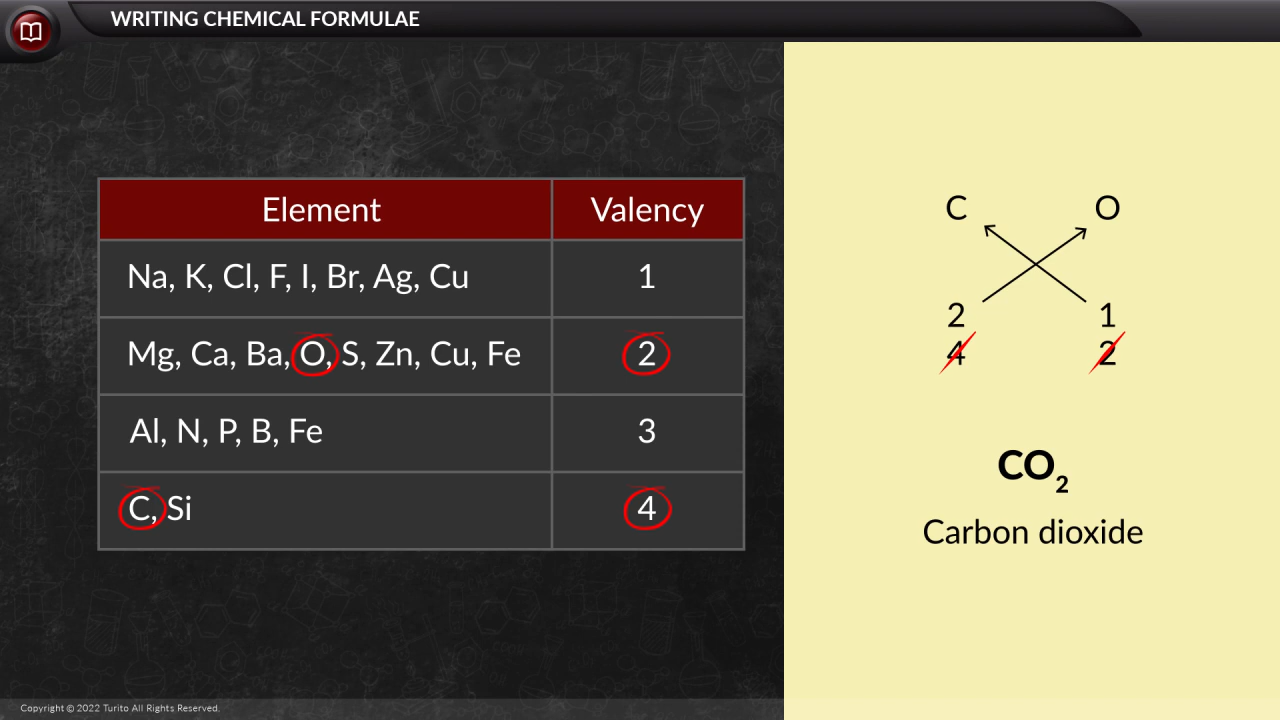 WRITING CHEMICAL FORMULAE
Element Valency
Na, K, Cl, F, I, Br, Ag, Cu 1
Mg, Ca, Ba, O, S, Zn, Cu, Fe 2
Al, N, P, B, Fe 3
C, Si 4
C O
2 1
4 2
CO₂
Carbon dioxide
Copyright © 2022 Turito All Rights Reserved.